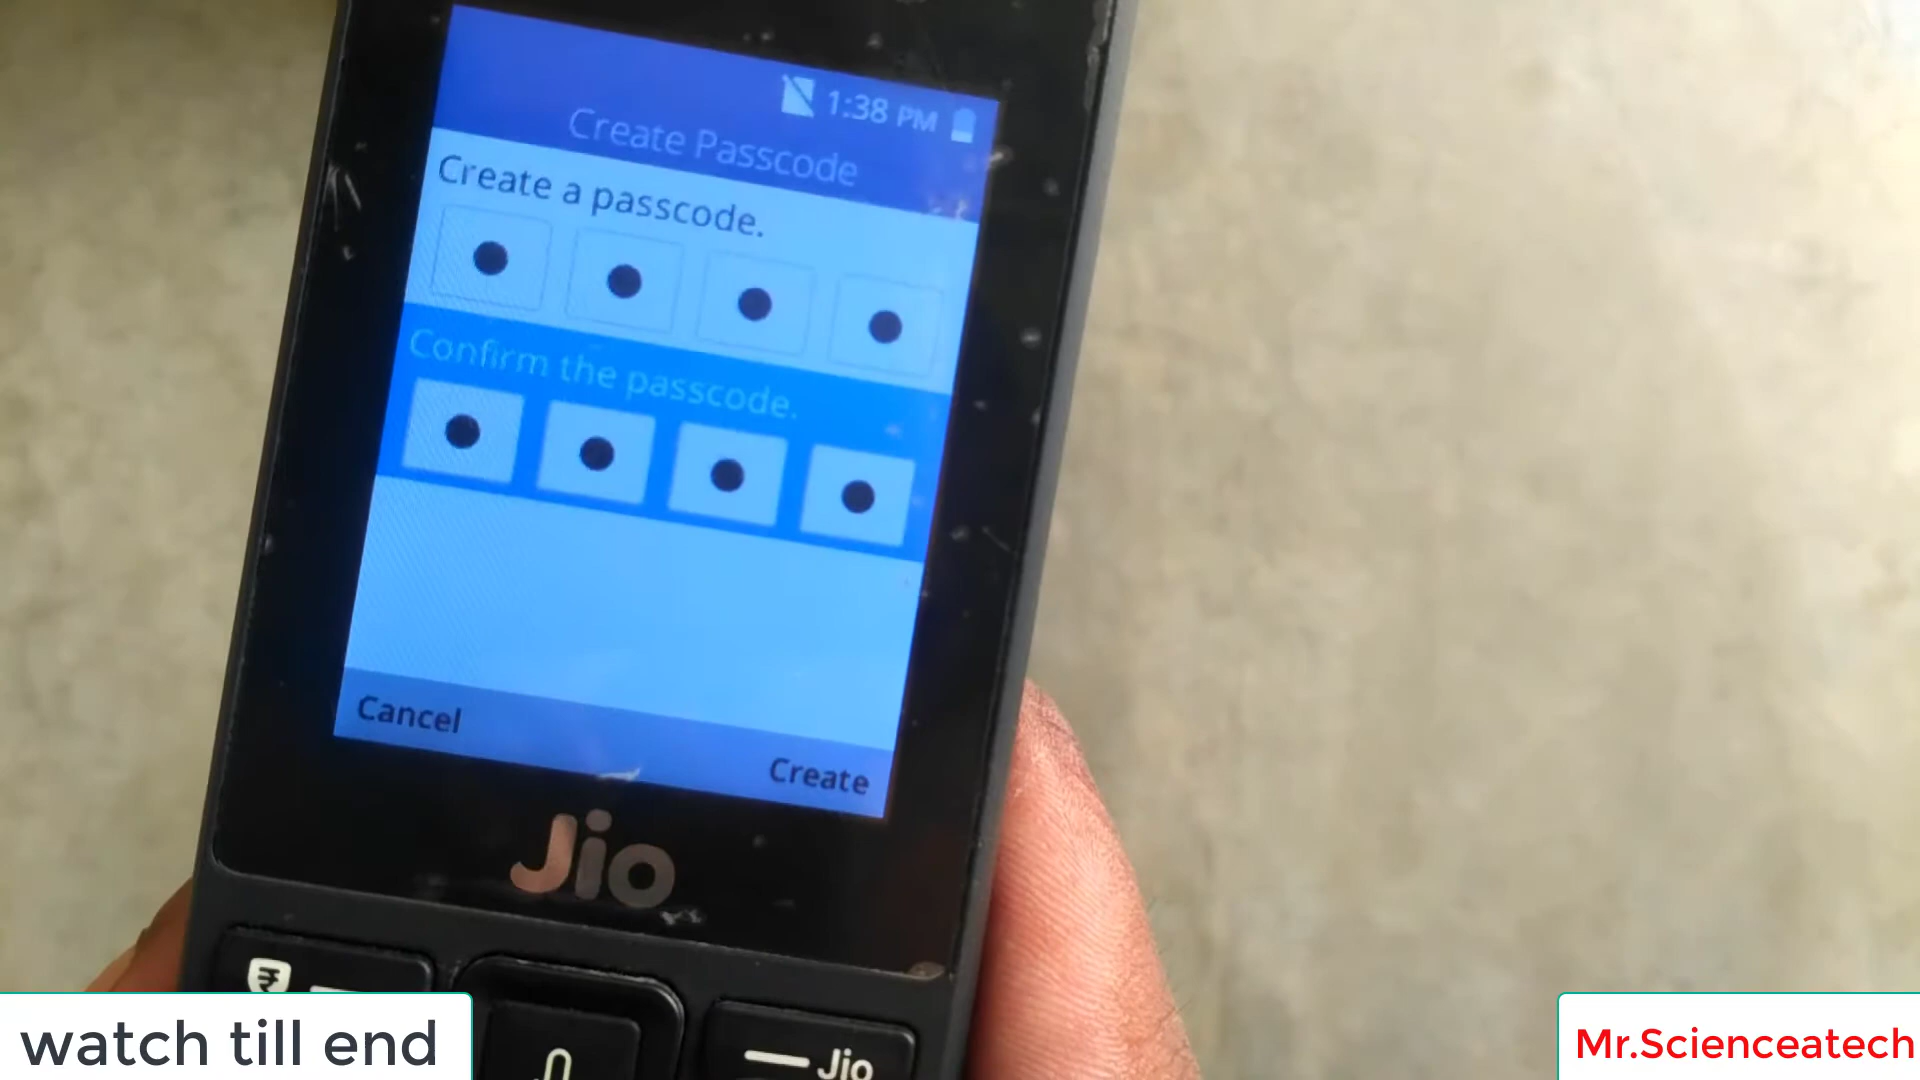 1:38 PM
Create Passcode
Create a passcode.
Confirm the passcode.
Cancel
Create
Jio
₹
Jio
watch till end
Mr.Scienceatech